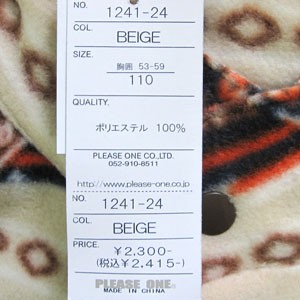 NO.
1241-24
COL.
BEIGE
SIZE.
胸囲 53-59
110
QUALITY.
ポリエステル 100%
PLEASE ONE CO.,LTD.
052-910-8511
http://www.please-one.co.jp
NO.
1241-24
COL.
BEIGE
PRICE.
￥2,300-
(税込￥2,415-)
PLEASE ONE.
MADE IN CHINA